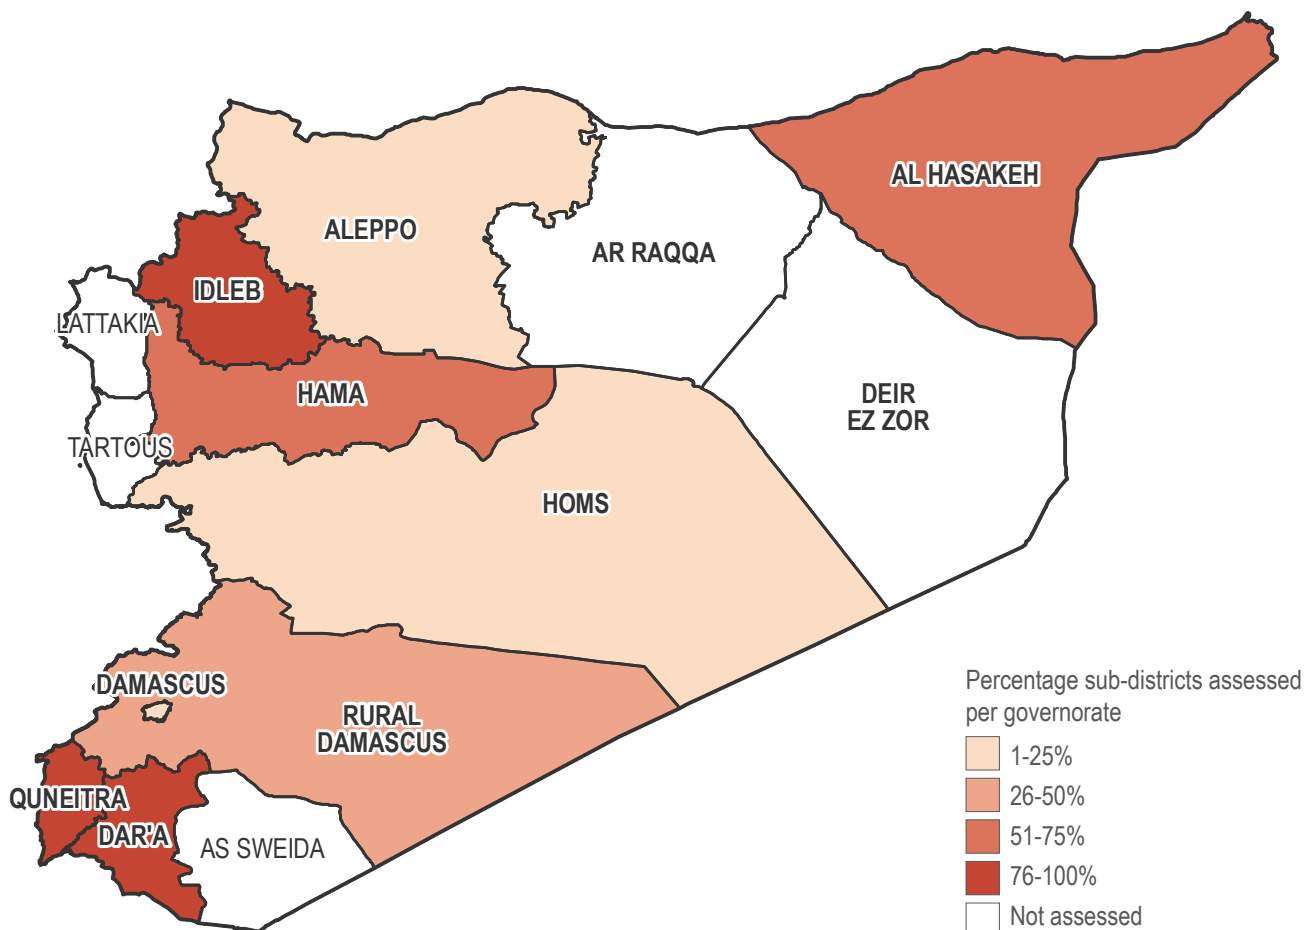 AL HASAKEH
ALEPPO
AR RAQQA
IDLEB
LATTAKIA
HAMA
DEIR
EZ ZOR
TARTOUS
HOMS
DAMASCUS
RURAL
DAMASCUS
QUNEITRA
DAR'A
AS SWEIDA
Percentage sub-districts assessed
per governorate
1-25%
26-50%
51-75%
76-100%
Not assessed